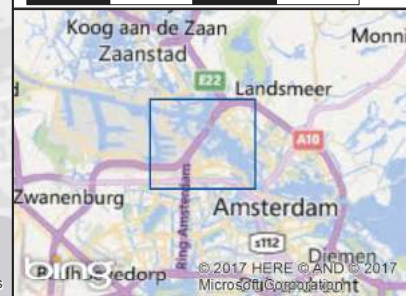 Koog aan de Zaan
Zaanstad
Monni
E22
Landsmeer
A10
Ring Amsterdam
Zwanenburg
Amsterdam
s112
Diemen
P
bing
© 2017 HERE © AND © 2017
Microsoft Corporation
s